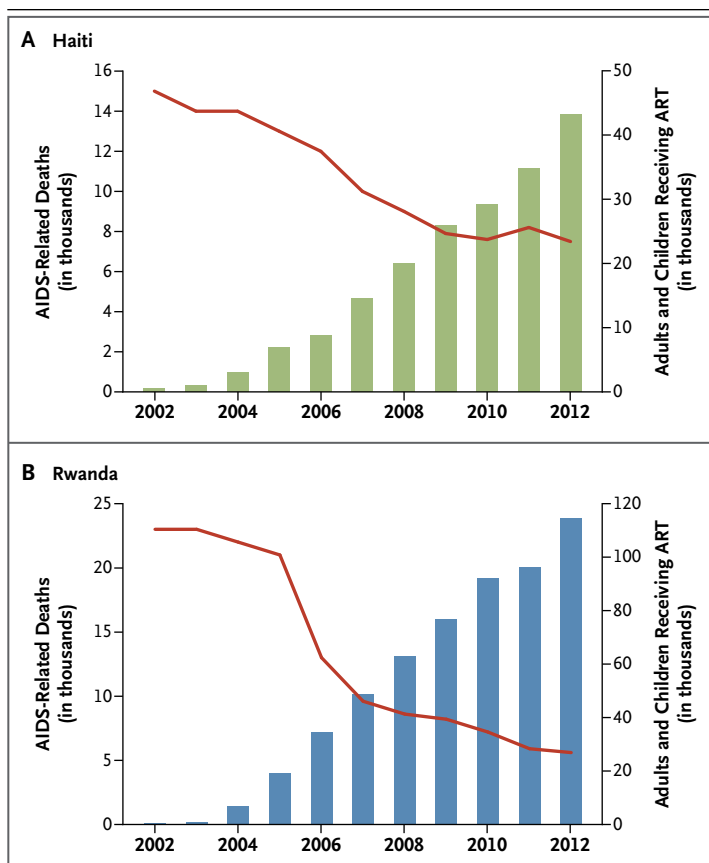 A Haiti
16
14
12
10
8
6
4
2
0
AIDS-Related Deaths
(in thousands)
50
40
30
20
10
0
Adults and Children Receiving ART
(in thousands)
2002 2004 2006 2008 2010 2012
B Rwanda
25
20
15
10
5
0
AIDS-Related Deaths
(in thousands)
120
100
80
60
40
20
0
Adults and Children Receiving ART
(in thousands)
2002 2004 2006 2008 2010 2012